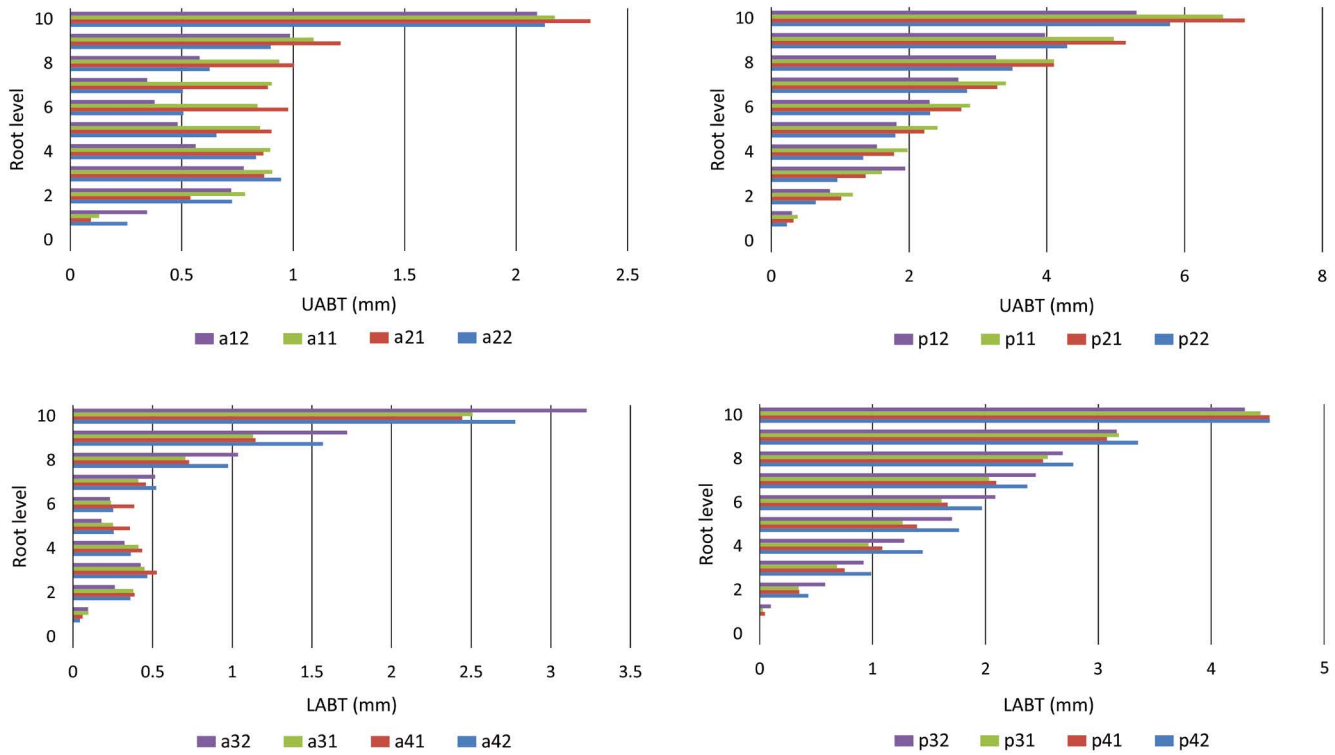 10
8
6
4
2
0
Root level
0 0.5 1 1.5 2 2.5
UABT (mm)
a12 a11 a21 a22
10
8
6
4
2
0
Root level
0 2 4 6 8
UABT (mm)
p12 p11 p21 p22
10
8
6
4
2
0
Root level
0 0.5 1 1.5 2 2.5 3 3.5
LABT (mm)
a32 a31 a41 a42
10
8
6
4
2
0
Root level
0 1 2 3 4 5
LABT (mm)
p32 p31 p41 p42